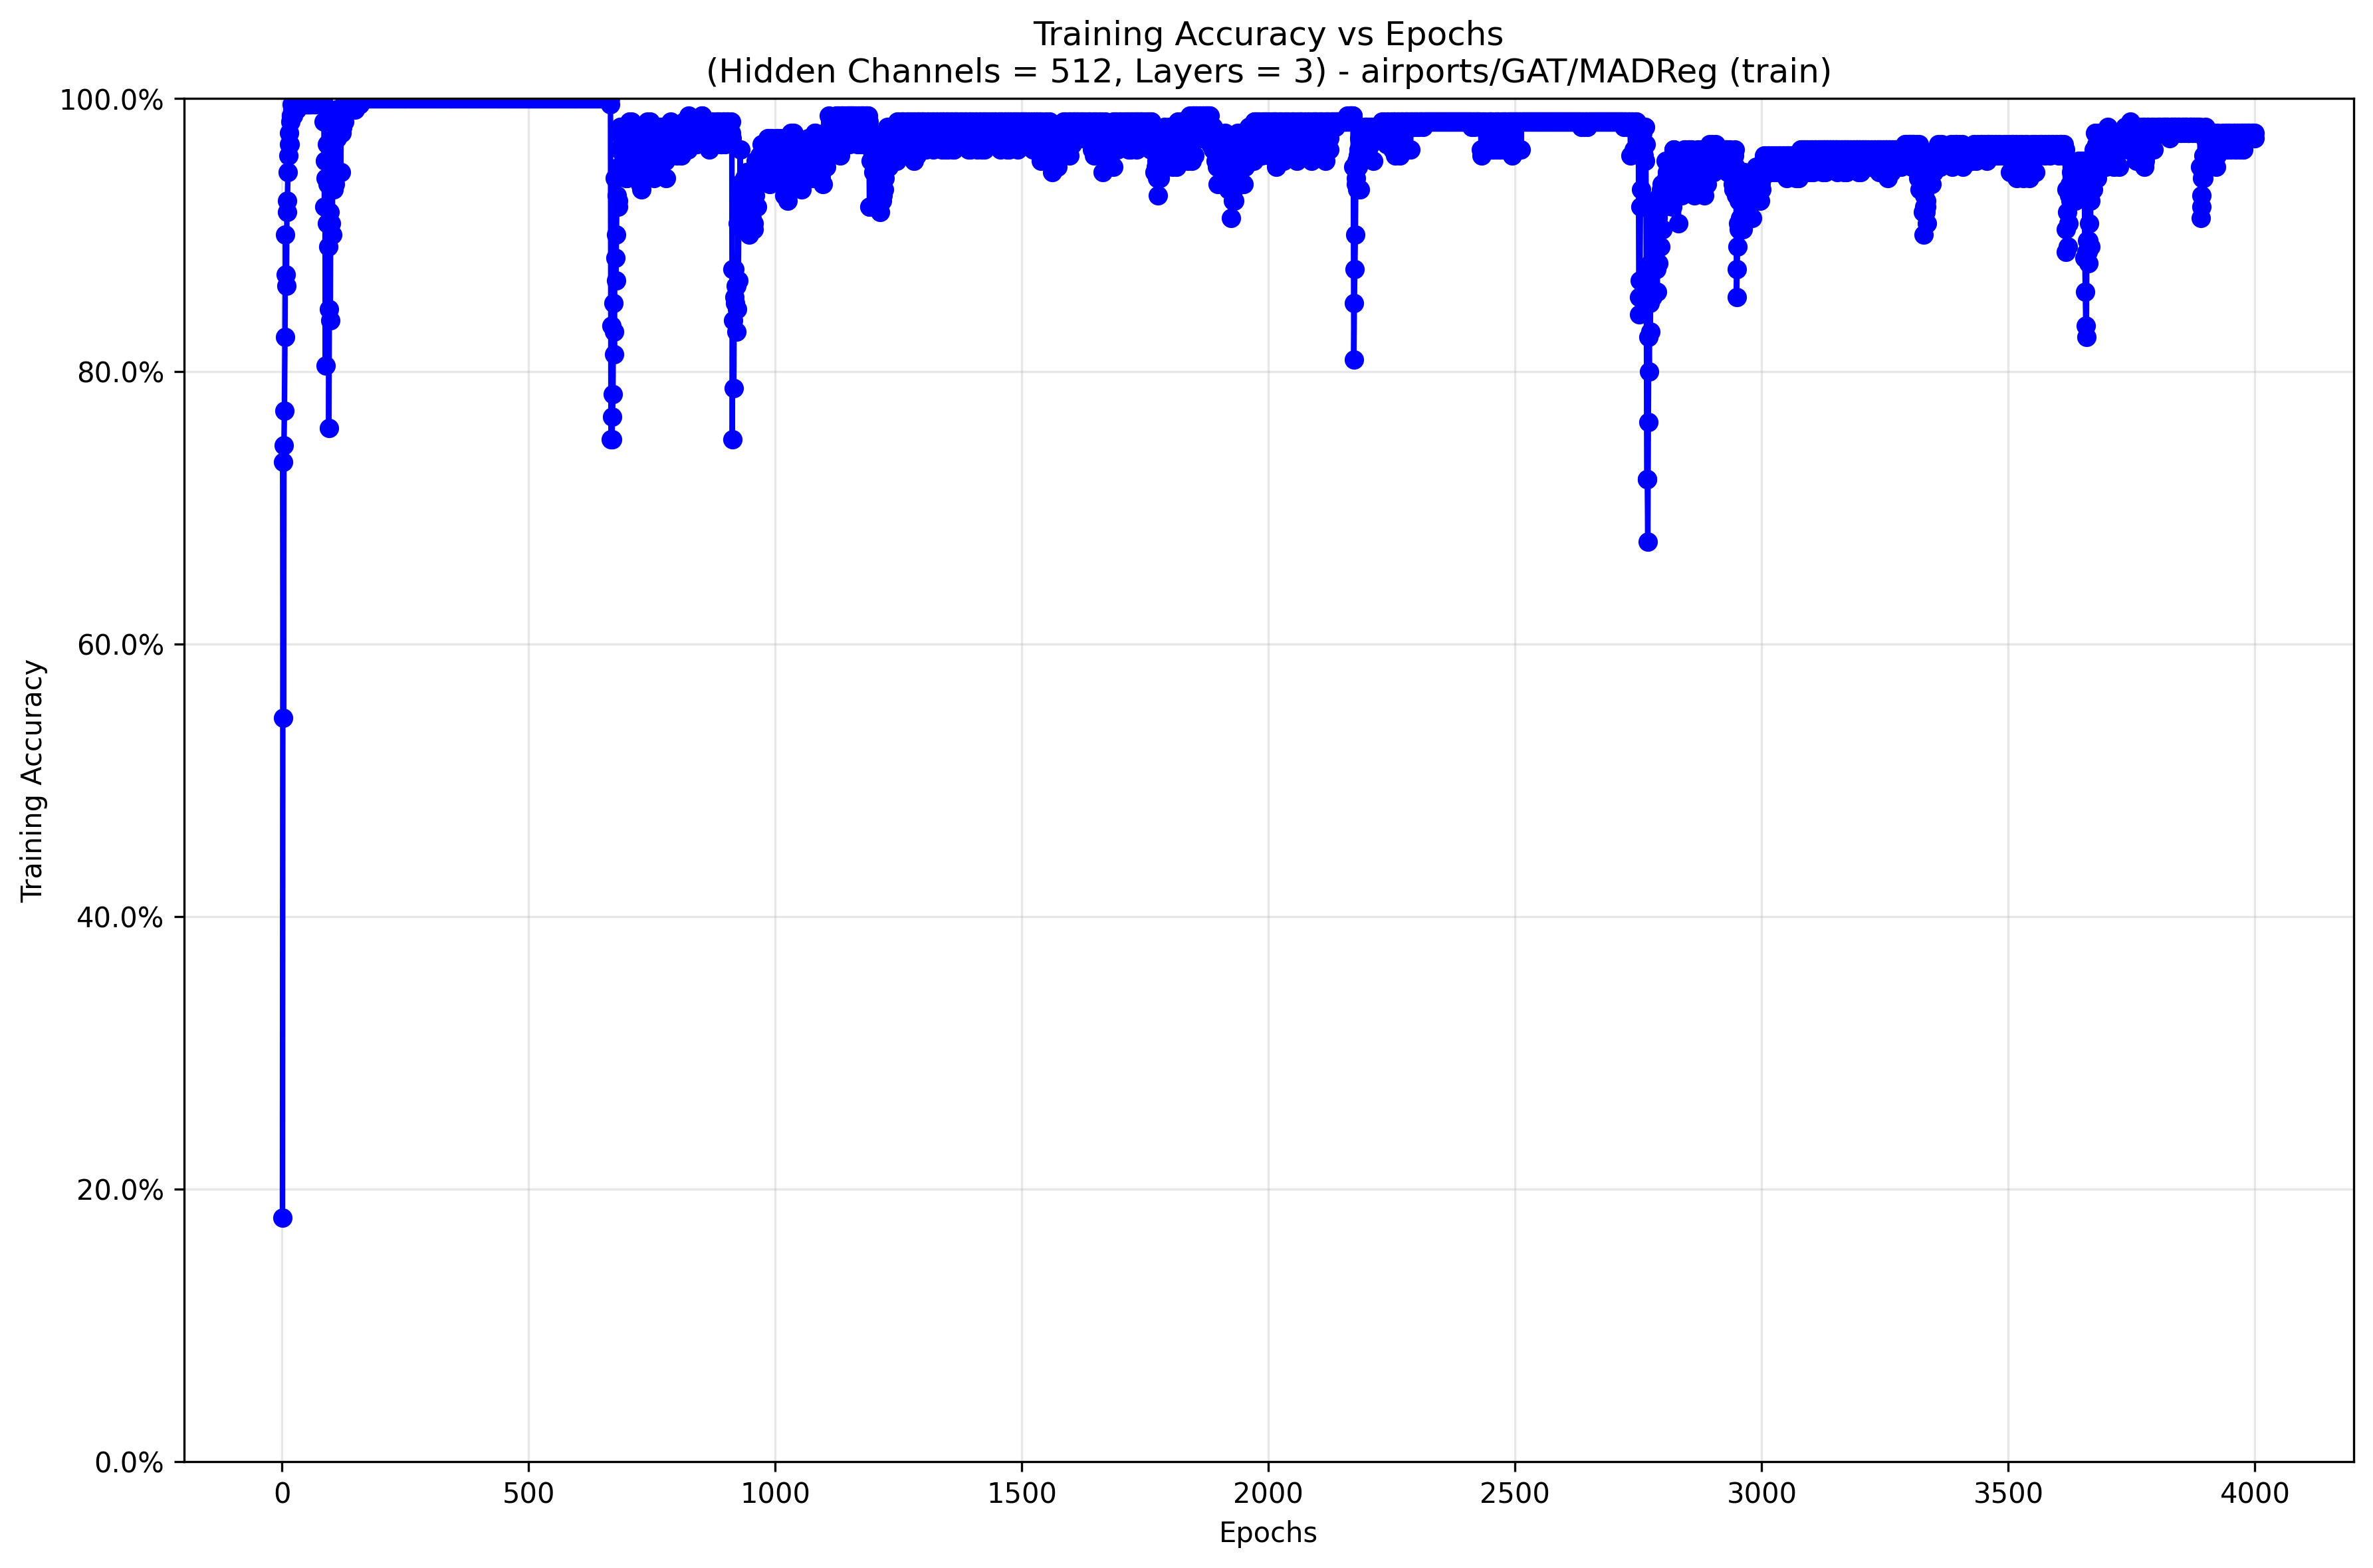 Training Accuracy vs Epochs
(Hidden Channels = 512, Layers = 3) - airports/GAT/MADReg (train)
100.0%
80.0%
60.0%
40.0%
20.0%
0.0%
Training Accuracy
0 500 1000 1500 2000 2500 3000 3500 4000
Epochs